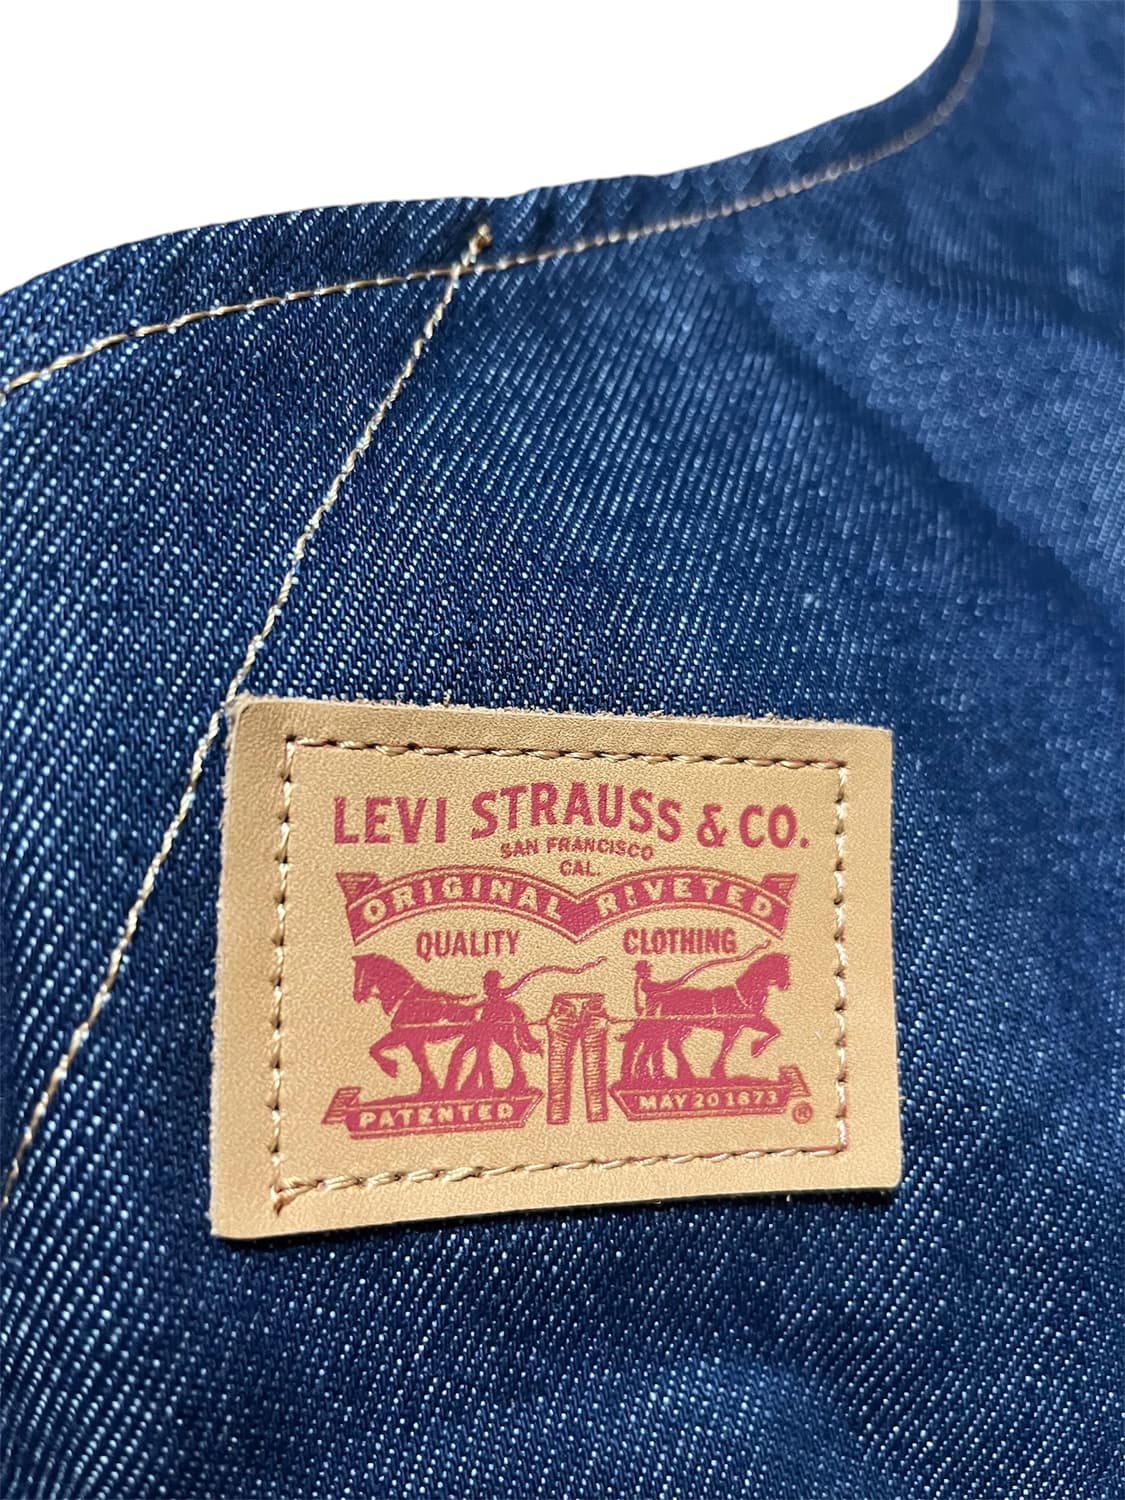 LEVI STRAUSS & CO.
SAN FRANCISCO
CAL.
ORIGINAL RIVETED
QUALITY CLOTHING
PATENTED MAY 20 1873 ®